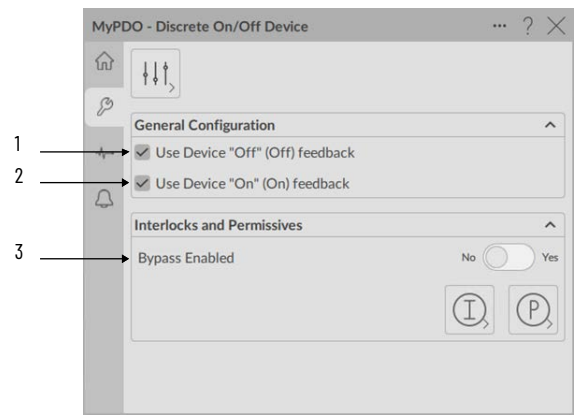 MyPDO - Discrete On/Off Device ... ?
General Configuration
1 Use Device "Off" (Off) feedback
2 Use Device "On" (On) feedback
Interlocks and Permissives
3 Bypass Enabled No Yes
I P